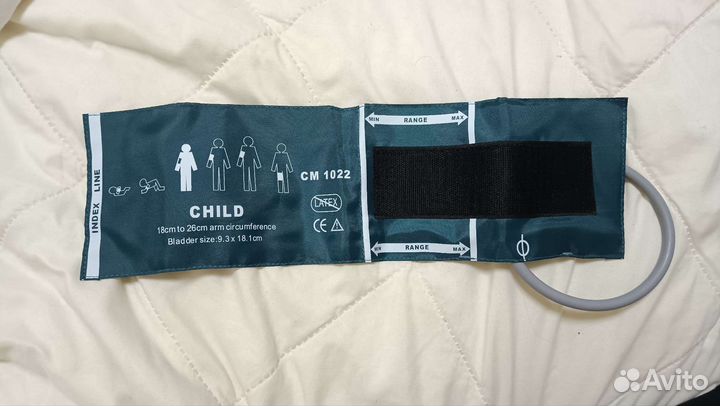 INDEX LINE
CM 1022
CHILD
18cm to 26cm arm circumference
Bladder size:9.3 x 18.1cm
LATEX
CE
MIN RANGE MAX
MIN RANGE MAX
Avito